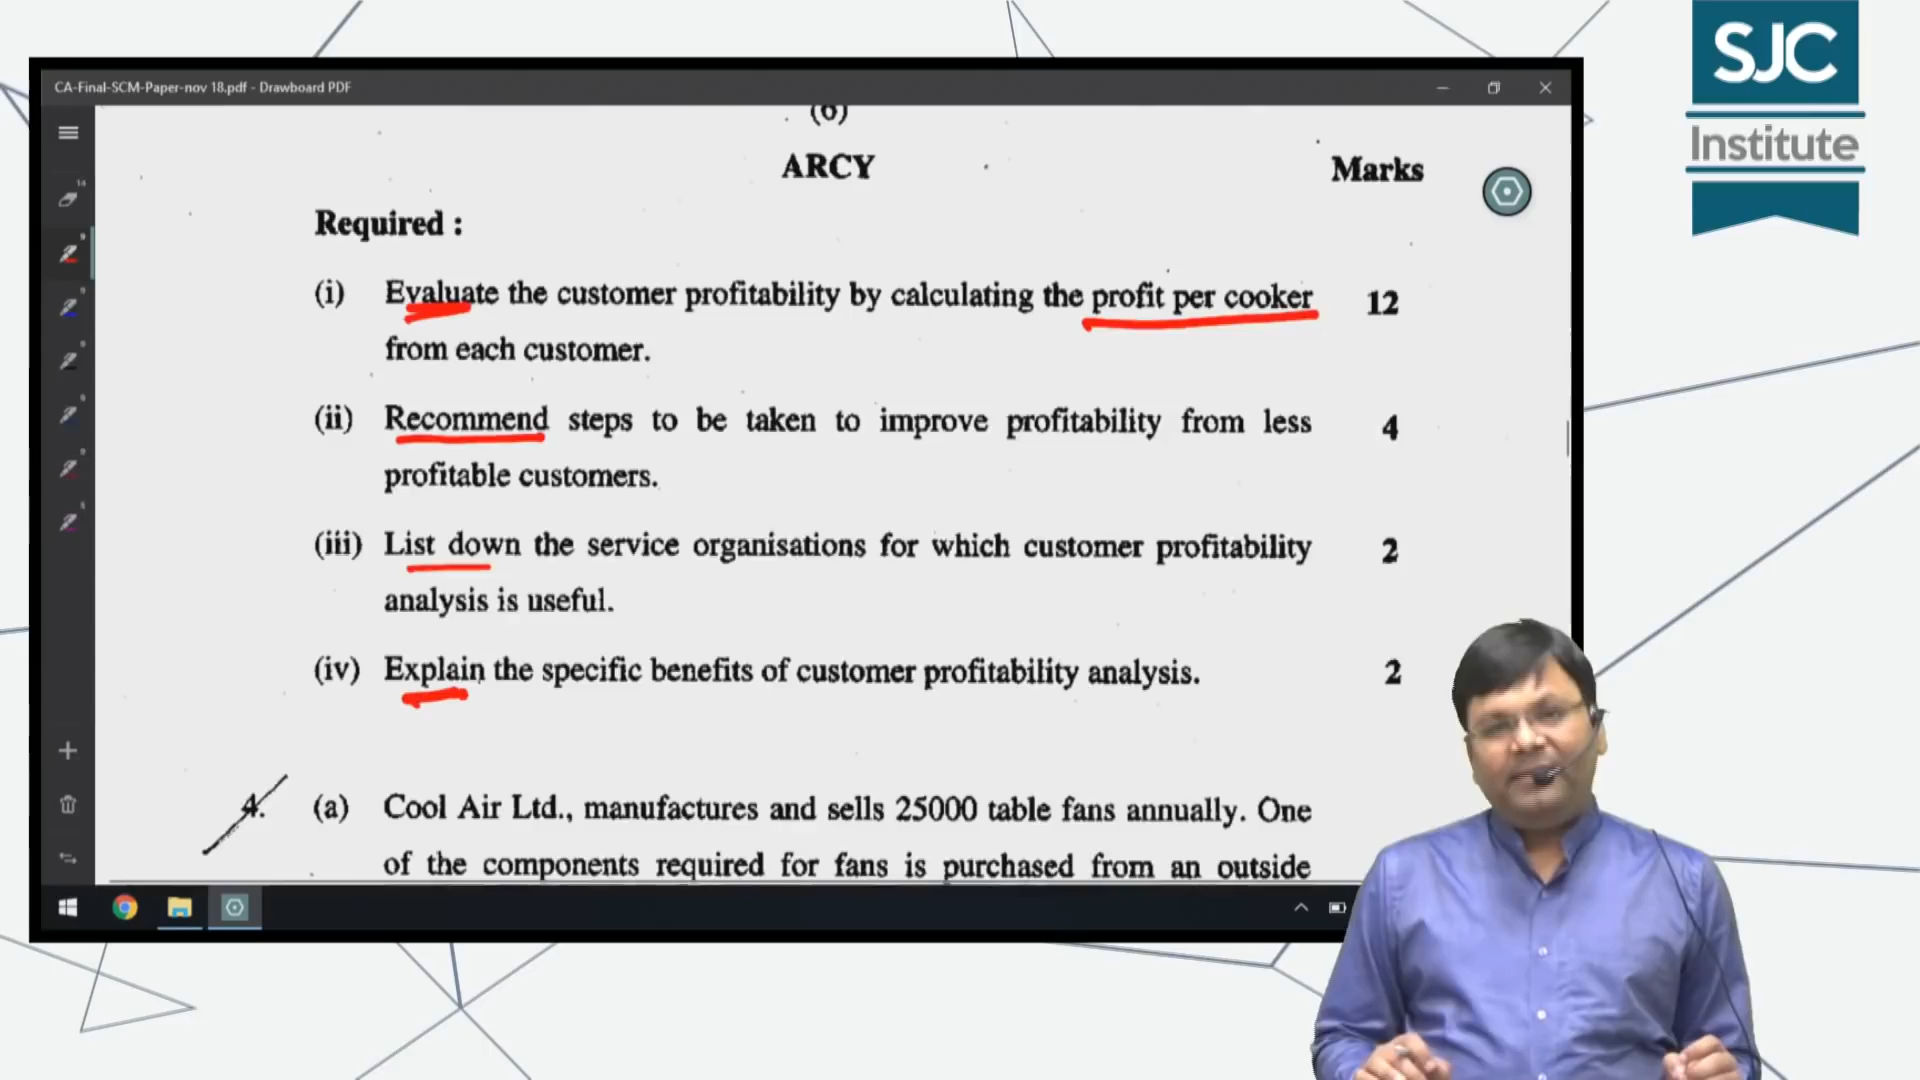 SJC
Institute
CA-Final-SCM-Paper-nov 18.pdf - Drawboard PDF
(6)
ARCY
Marks
Required :
(i) Evaluate the customer profitability by calculating the profit per cooker 12
from each customer.
(ii) Recommend steps to be taken to improve profitability from less 4
profitable customers.
(iii) List down the service organisations for which customer profitability 2
analysis is useful.
(iv) Explain the specific benefits of customer profitability analysis. 2
4. (a) Cool Air Ltd., manufactures and sells 25000 table fans annually. One
of the components required for fans is purchased from an outside